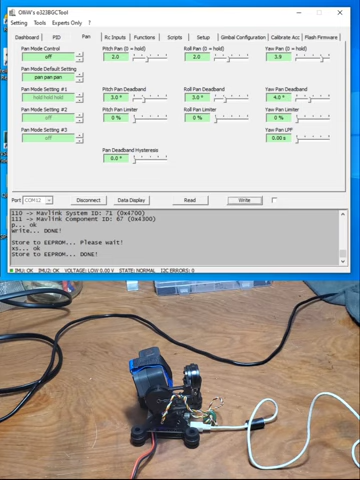 OlliW's o323BGCTool
Setting Tools Experts Only ?
Dashboard PID Pan Rc Inputs Functions Scripts Setup Gimbal Configuration Calibrate Acc Flash Firmware
Pan Mode Control Pitch Pan (0 = hold) Roll Pan (0 = hold) Yaw Pan (0 = hold)
off 2.0 2.0 3.9
Pan Mode Default Setting
pan pan pan
Pan Mode Setting #1 Pitch Pan Deadband Roll Pan Deadband Yaw Pan Deadband
hold hold hold 3.0 ° 3.0 ° 4.0 °
Pan Mode Setting #2 Pitch Pan Limiter Roll Pan Limiter Yaw Pan Limiter
off 0 % 0 % 0 %
Pan Mode Setting #3 Yaw Pan LPF
off 0.00 s
Pan Deadband Hysteresis
0.0 °
Port COM12 Disconnect Data Display Read Write
110 -> Mavlink System ID: 71 (0x4700)
111 -> Mavlink Component ID: 67 (0x4300)
p... ok
Write... DONE!
Store to EEPROM... Please wait!
xs... ok
Store to EEPROM... DONE!
IMU: OK IMU2: OK VOLTAGE: LOW 0.00 V STATE: NORMAL I2C ERRORS: 0